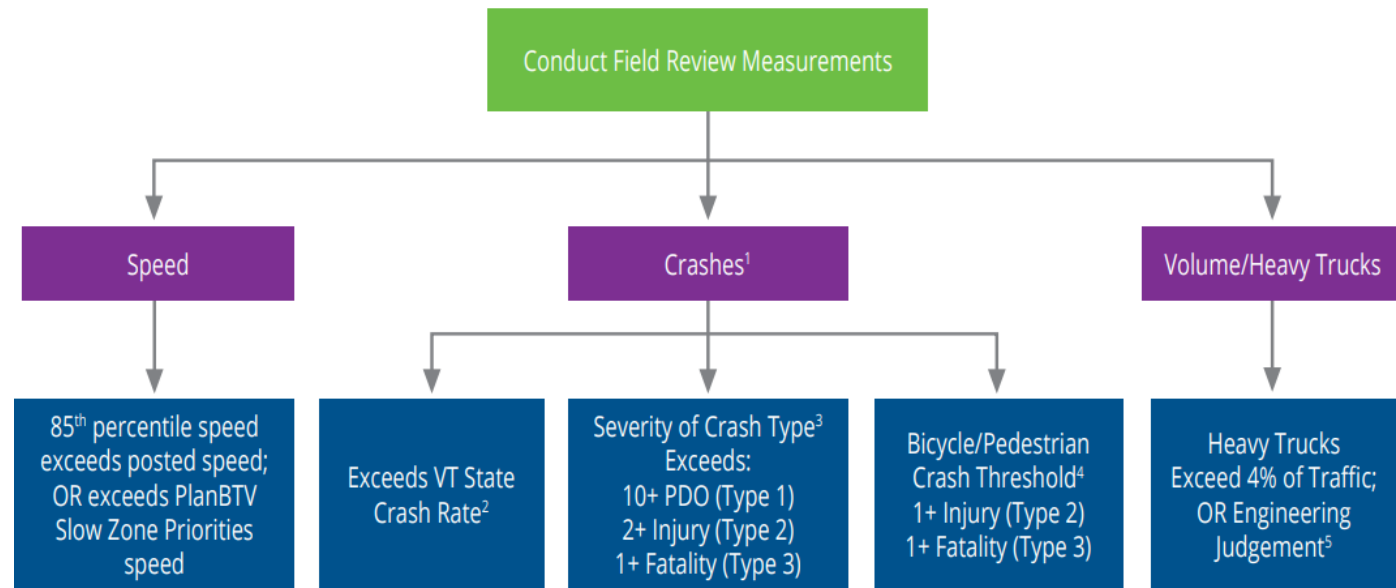 Conduct Field Review Measurements
Speed
Crashes¹
Volume/Heavy Trucks
85ᵗʰ percentile speed
exceeds posted speed;
OR exceeds PlanBTV
Slow Zone Priorities
speed
Exceeds VT State
Crash Rate²
Severity of Crash Type³
Exceeds:
10+ PDO (Type 1)
2+ Injury (Type 2)
1+ Fatality (Type 3)
Bicycle/Pedestrian
Crash Threshold⁴
1+ Injury (Type 2)
1+ Fatality (Type 3)
Heavy Trucks
Exceed 4% of Traffic;
OR Engineering
Judgement⁵